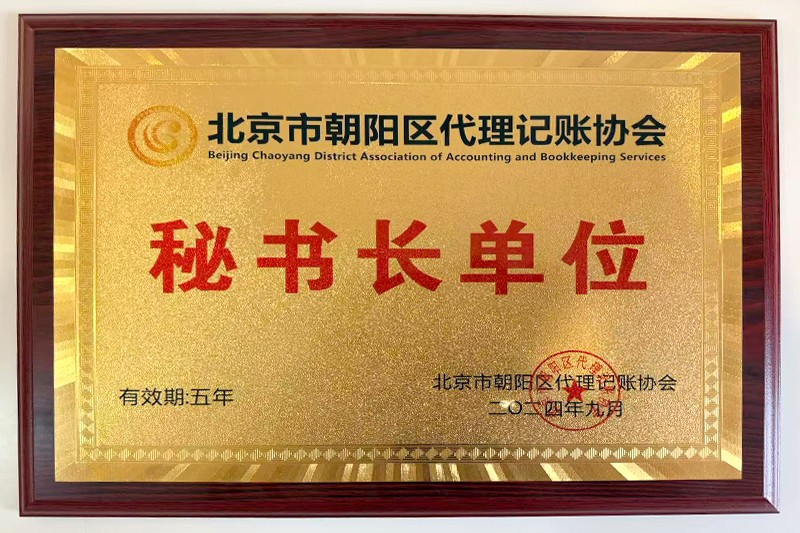 北京市朝阳区代理记账协会
Beijing Chaoyang District Association of Accounting and Bookkeeping Services
秘书长单位
有效期:五年
北京市朝阳区代理记账协会
二〇二四年九月